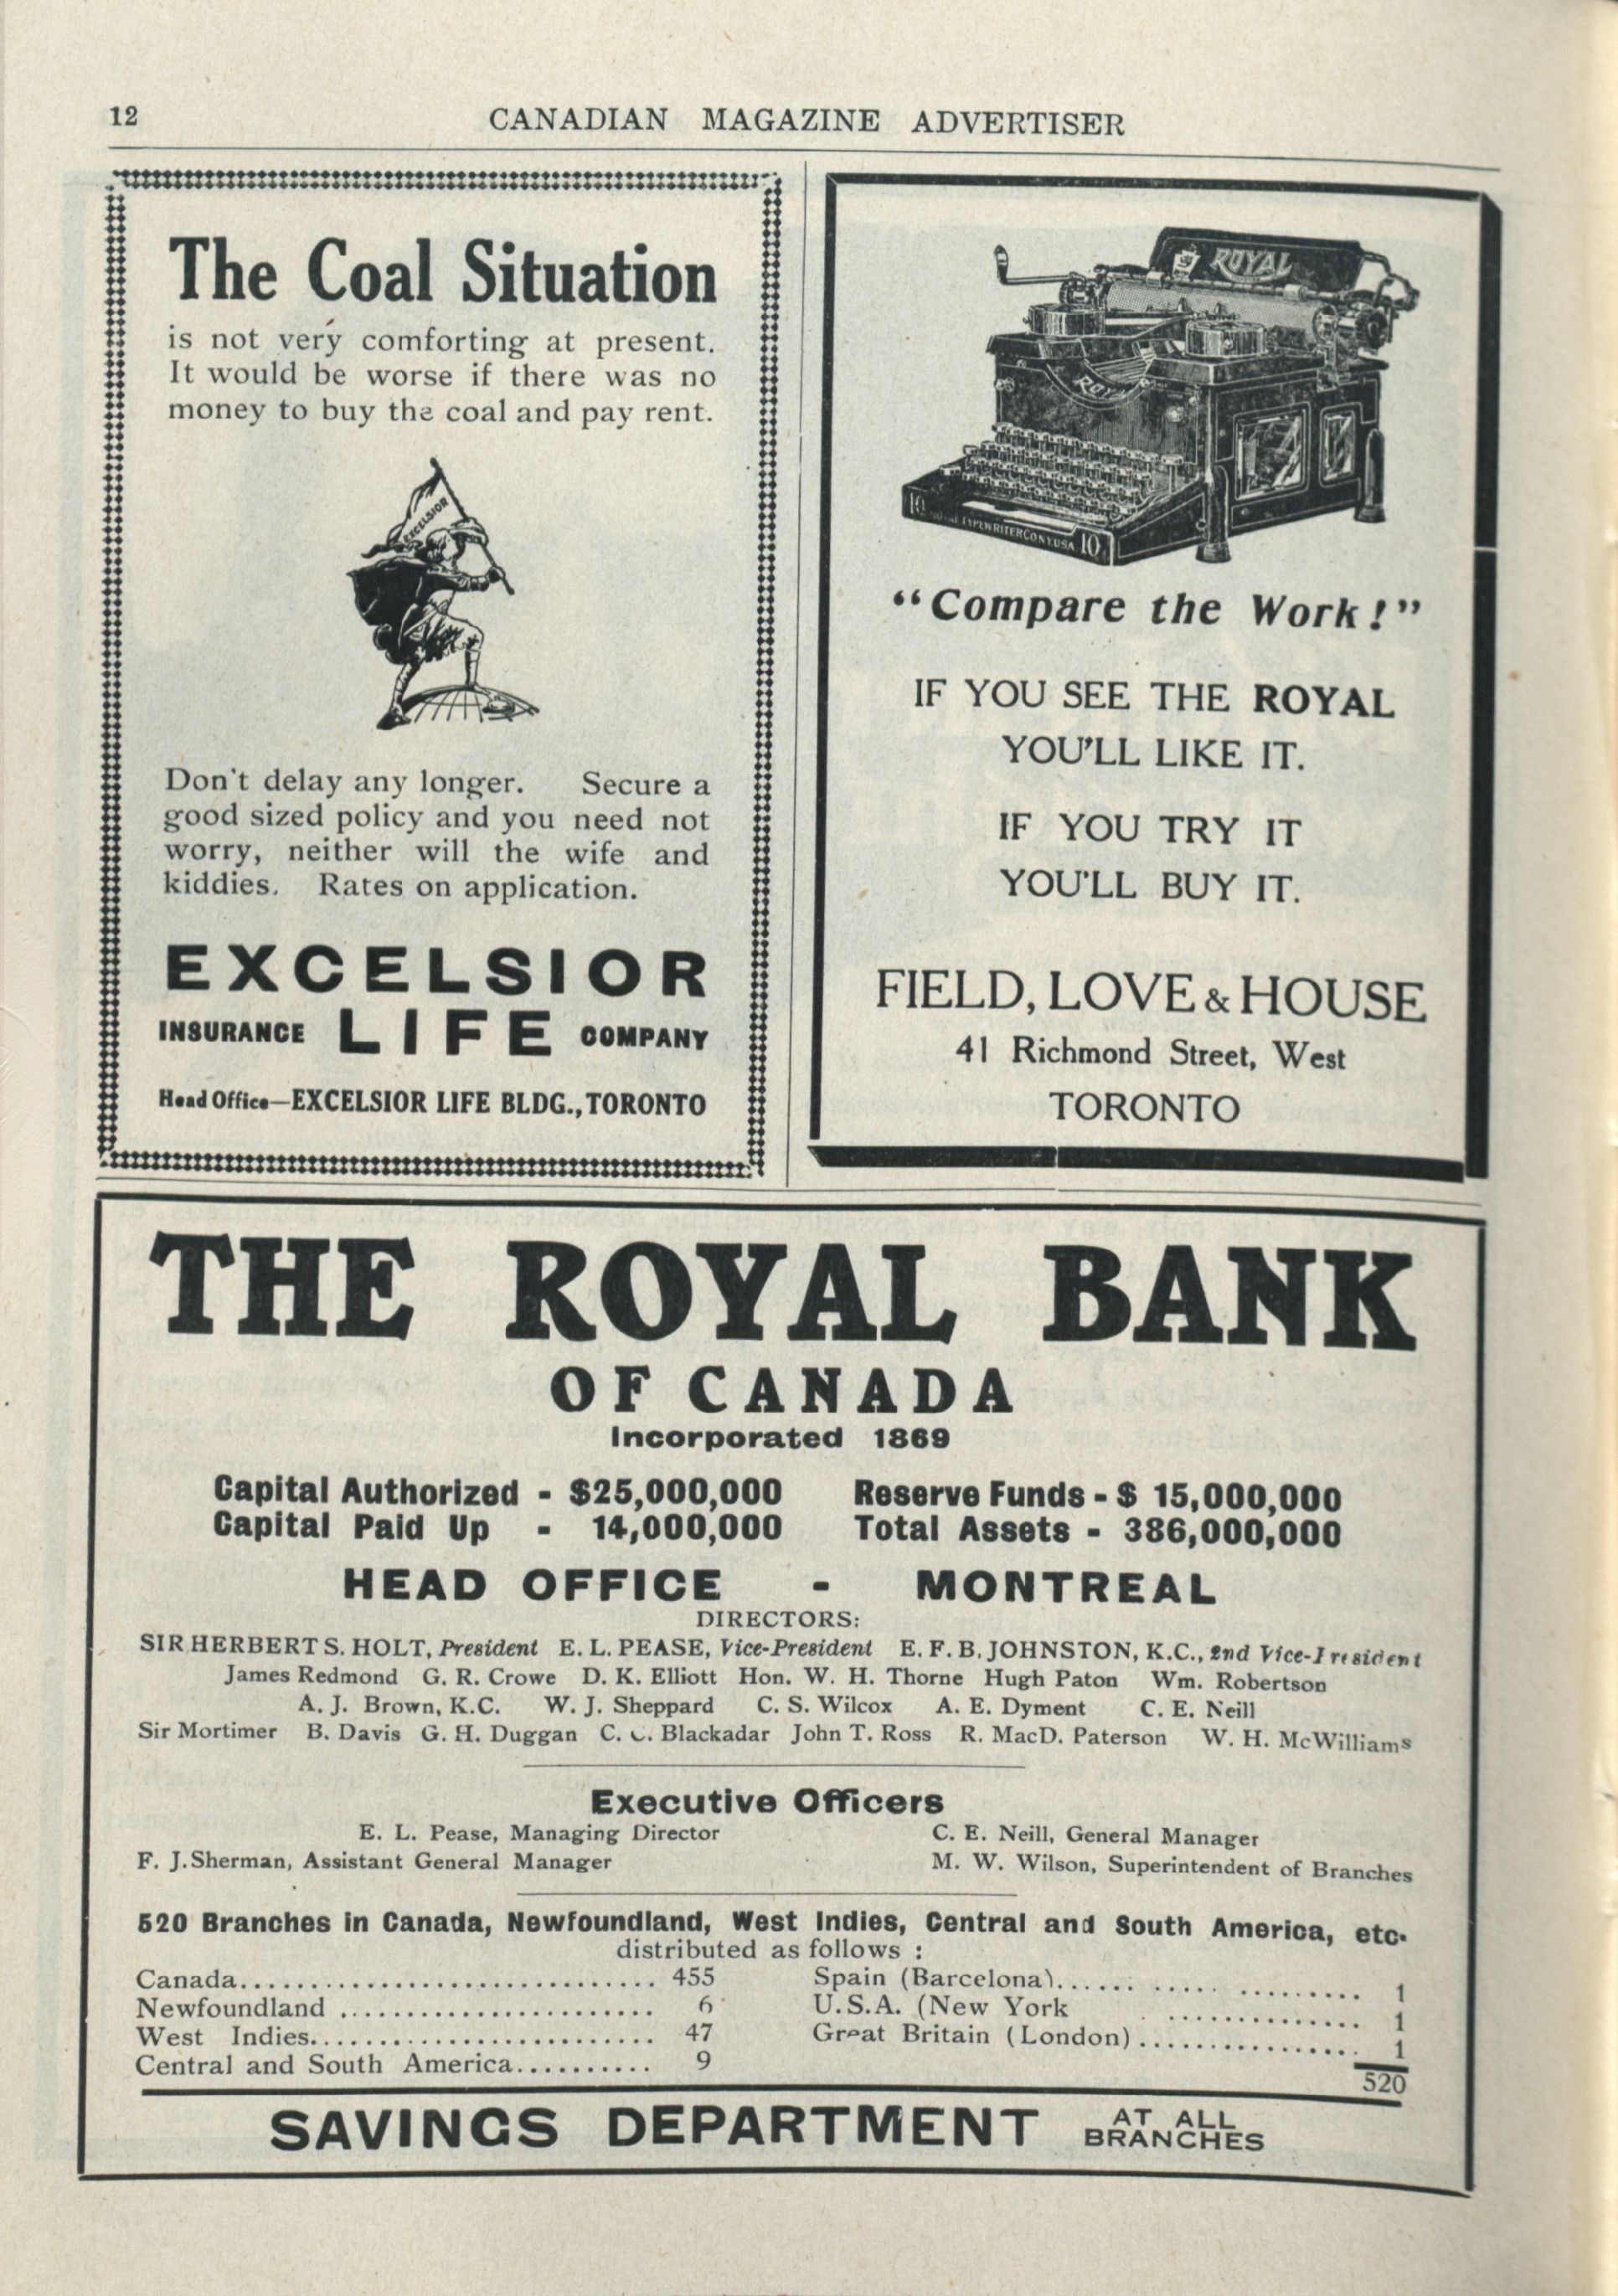 12
CANADIAN MAGAZINE ADVERTISER
The Coal Situation
is not very comforting at present.
It would be worse if there was no
money to buy the coal and pay rent.
EXCELSIOR
Don't delay any longer. Secure a
good sized policy and you need not
worry, neither will the wife and
kiddies. Rates on application.
EXCELSIOR
INSURANCE LIFE COMPANY
Head Office—EXCELSIOR LIFE BLDG., TORONTO
ROYAL
ROY
10 TYPEWRITER CO NY. USA 10
"Compare the Work!"
IF YOU SEE THE ROYAL
YOU'LL LIKE IT.
IF YOU TRY IT
YOU'LL BUY IT.
FIELD, LOVE & HOUSE
41 Richmond Street, West
TORONTO
THE ROYAL BANK
OF CANADA
Incorporated 1869
Capital Authorized - $25,000,000 Reserve Funds - $ 15,000,000
Capital Paid Up - 14,000,000 Total Assets - 386,000,000
HEAD OFFICE - MONTREAL
DIRECTORS:
SIR HERBERT S. HOLT, President E. L. PEASE, Vice-President E. F. B. JOHNSTON, K.C., 2nd Vice-President
James Redmond G. R. Crowe D. K. Elliott Hon. W. H. Thorne Hugh Paton Wm. Robertson
A. J. Brown, K.C. W. J. Sheppard C. S. Wilcox A. E. Dyment C. E. Neill
Sir Mortimer B. Davis G. H. Duggan C. C. Blackadar John T. Ross R. MacD. Paterson W. H. McWilliams
Executive Officers
E. L. Pease, Managing Director C. E. Neill, General Manager
F. J. Sherman, Assistant General Manager M. W. Wilson, Superintendent of Branches
520 Branches in Canada, Newfoundland, West Indies, Central and South America, etc.
distributed as follows :
Canada.............................. 455 Spain (Barcelona)...... ..... ......... 1
Newfoundland ....................... 6 U.S.A. (New York .............. 1
West Indies......................... 47 Great Britain (London)................ 1
Central and South America.......... 9
520
SAVINGS DEPARTMENT AT ALL BRANCHES